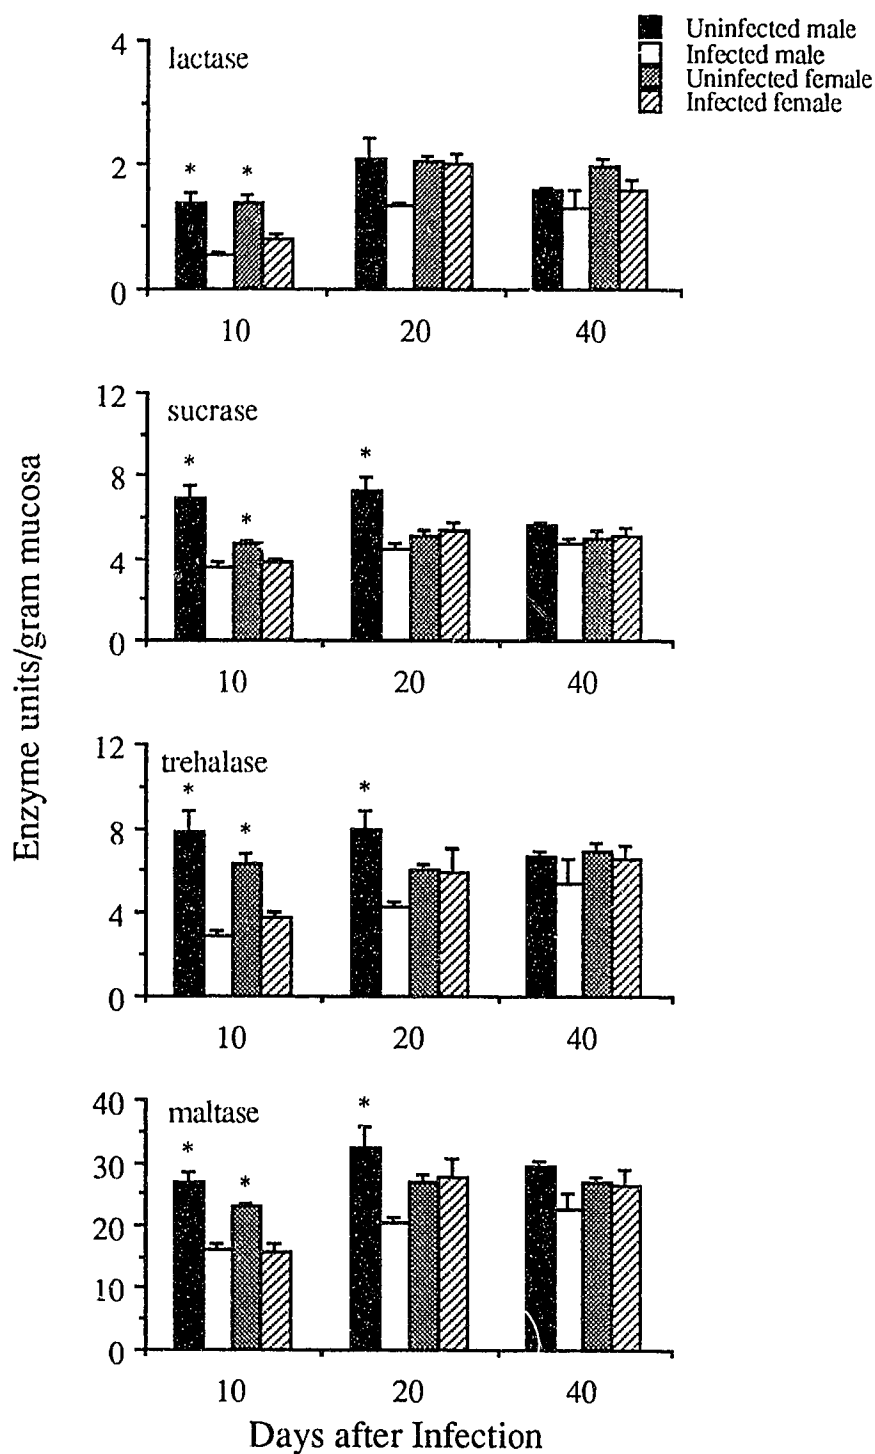 Uninfected male
Infected male
Uninfected female
Infected female
4
lactase
* *
2
0
10 20 40
12
sucrase
* * *
8
4
0
10 20 40
12
trehalase
* * *
8
4
0
10 20 40
40
maltase
* * *
30
20
10
0
10 20 40
Enzyme units/gram mucosa
Days after Infection